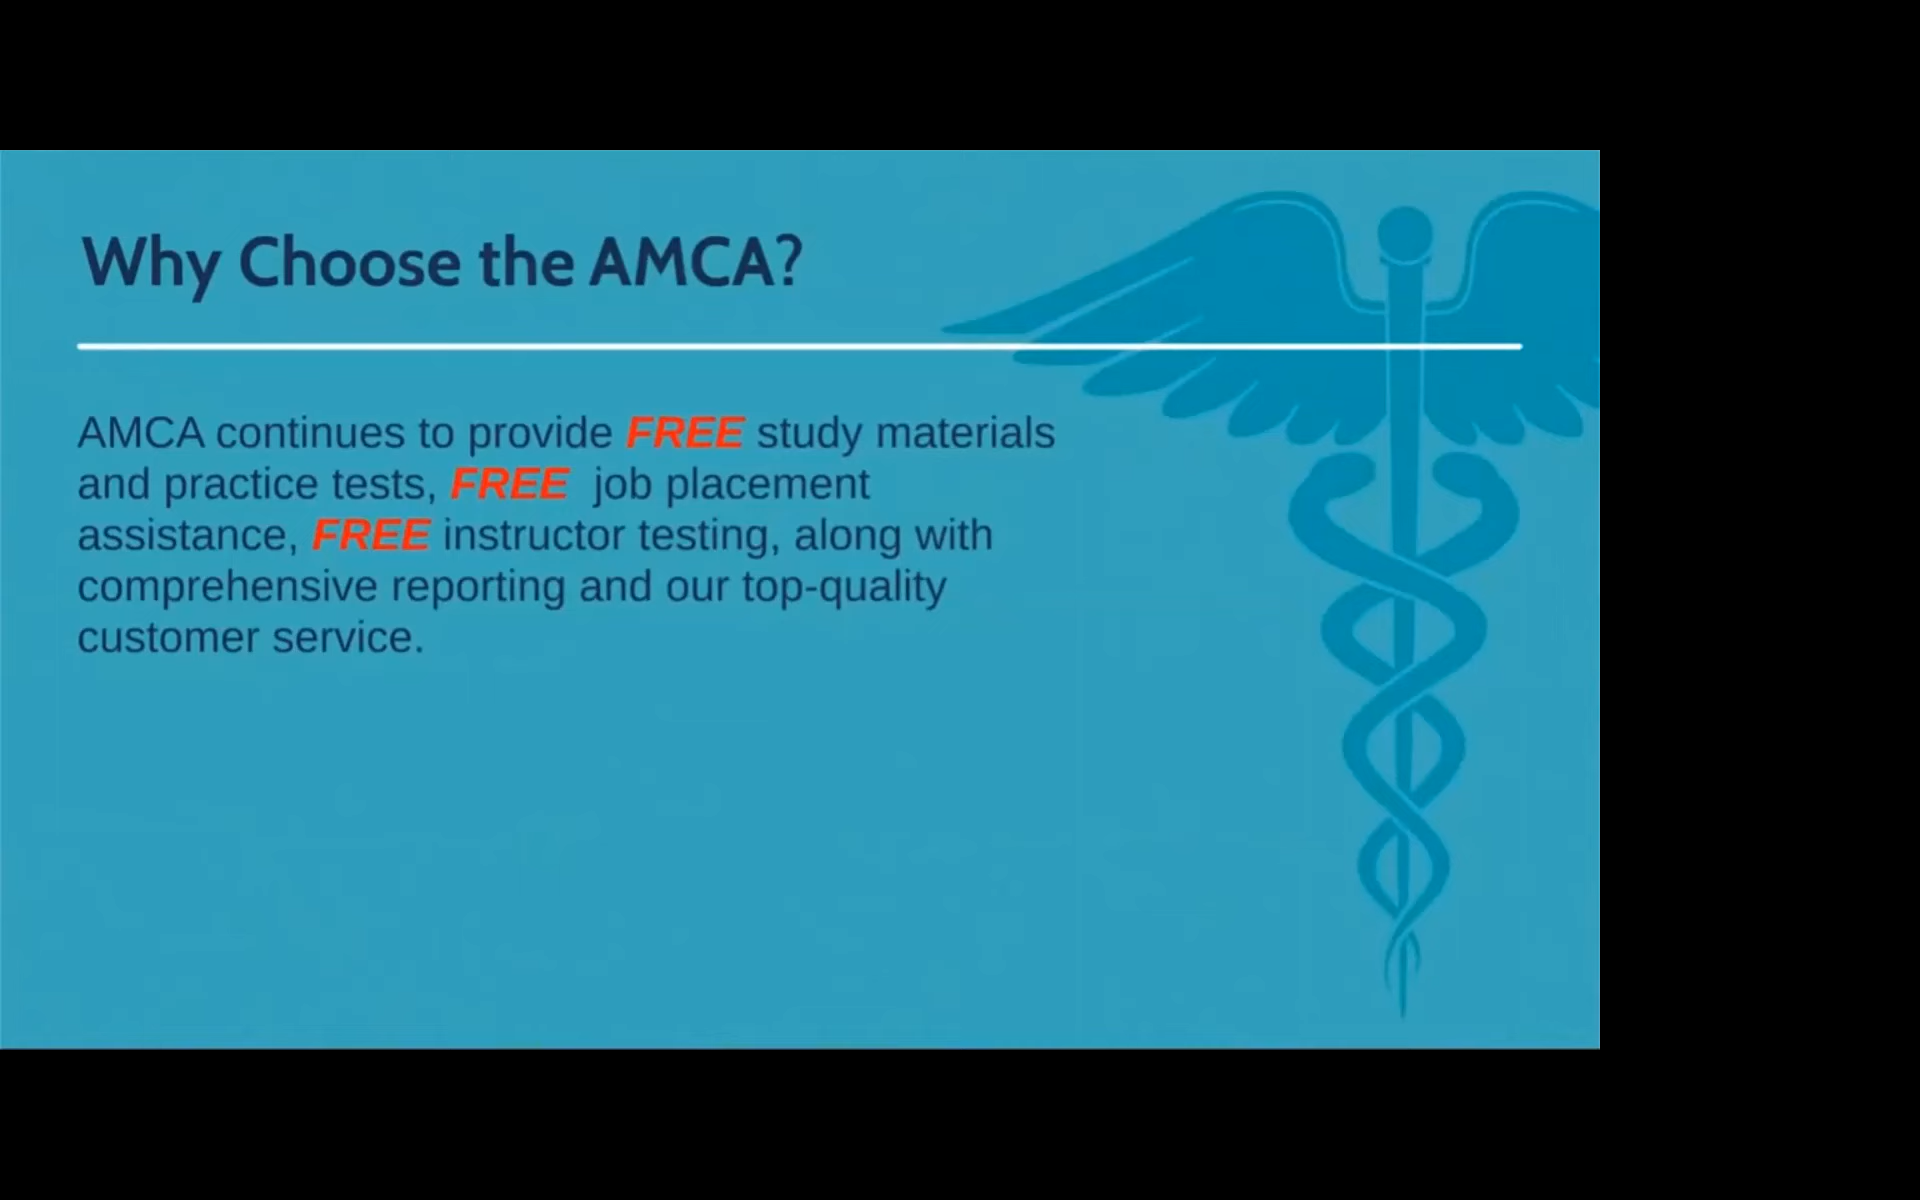 Why Choose the AMCA?
AMCA continues to provide FREE study materials
and practice tests, FREE job placement
assistance, FREE instructor testing, along with
comprehensive reporting and our top-quality
customer service.